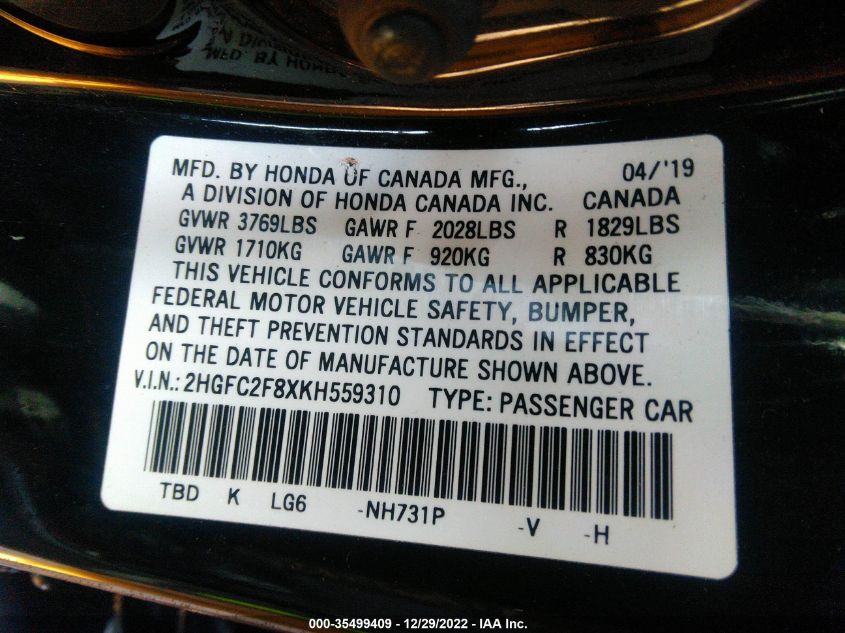 MFD. BY HONDA OF CANADA MFG., 04/'19
A DIVISION OF HONDA CANADA INC. CANADA
GVWR 3769LBS GAWR F 2028LBS R 1829LBS
GVWR 1710KG GAWR F 920KG R 830KG
THIS VEHICLE CONFORMS TO ALL APPLICABLE
FEDERAL MOTOR VEHICLE SAFETY, BUMPER,
AND THEFT PREVENTION STANDARDS IN EFFECT
ON THE DATE OF MANUFACTURE SHOWN ABOVE.
V.I.N.: 2HGFC2F8XKH559310 TYPE: PASSENGER CAR
TBD K LG6 -NH731P -V -H
000-35499409 - 12/29/2022 - IAA Inc.